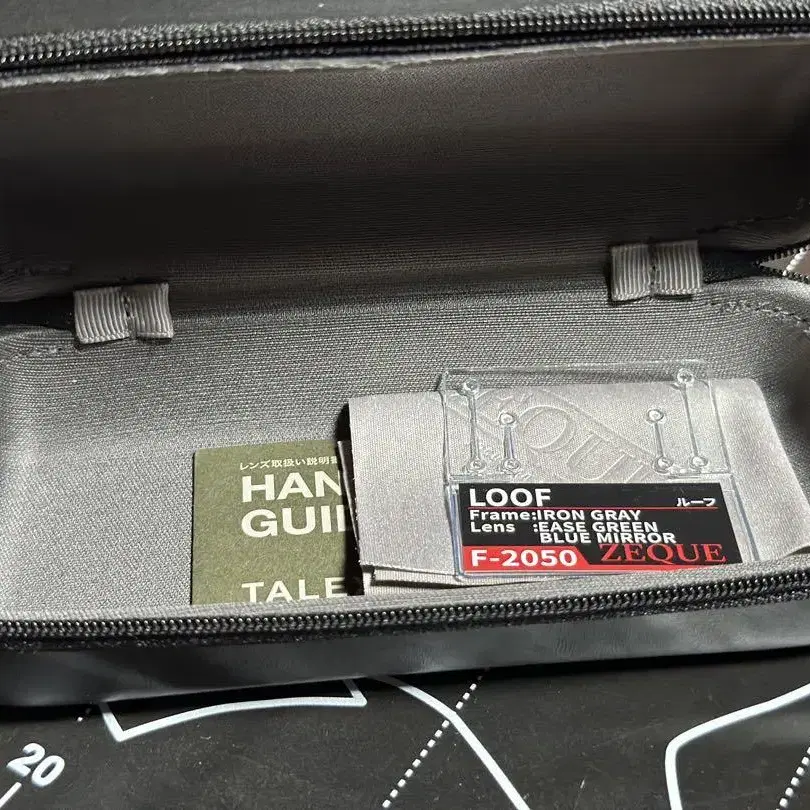 レンズ取扱い説明書
HAN
GUI
TALE
LOOF
ルーフ
Frame:IRON GRAY
Lens :EASE GREEN
BLUE MIRROR
F-2050 ZEQUE
20